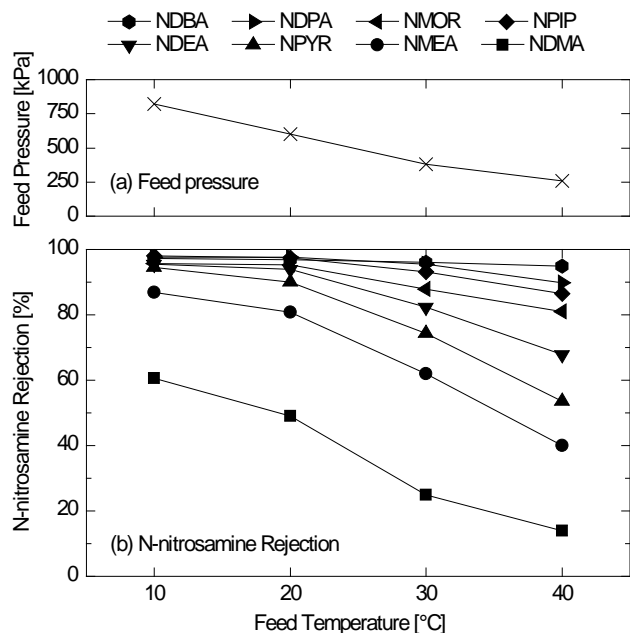 NDBA NDPA NMOR NPIP
NDEA NPYR NMEA NDMA
Feed Pressure [kPa]
1000
750
500
250
0
(a) Feed pressure
N-nitrosamine Rejection [%]
100
80
60
40
20
0
(b) N-nitrosamine Rejection
10 20 30 40
Feed Temperature [°C]